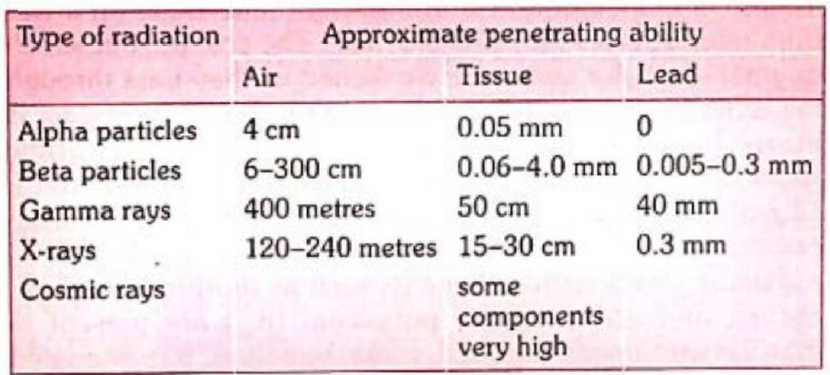 Type of radiation Approximate penetrating ability
Air Tissue Lead
Alpha particles 4 cm 0.05 mm 0
Beta particles 6–300 cm 0.06–4.0 mm 0.005–0.3 mm
Gamma rays 400 metres 50 cm 40 mm
X-rays 120–240 metres 15–30 cm 0.3 mm
Cosmic rays some
components
very high